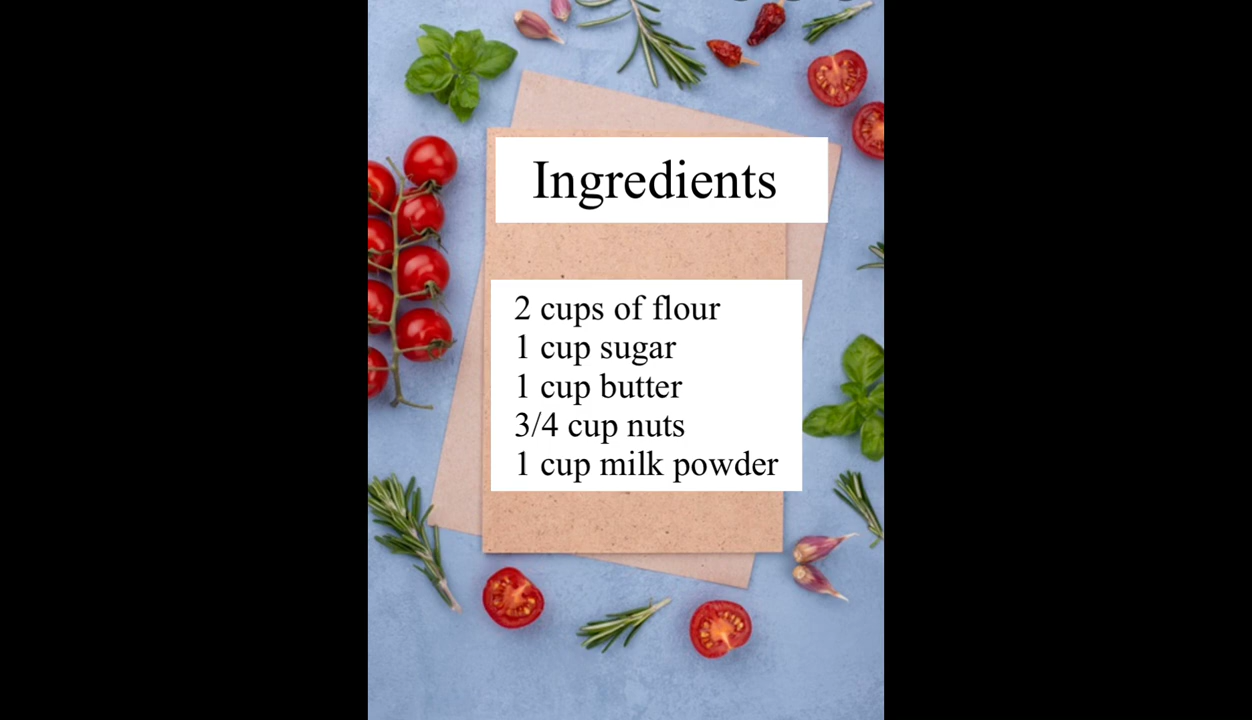 Ingredients
2 cups of flour
1 cup sugar
1 cup butter
3/4 cup nuts
1 cup milk powder